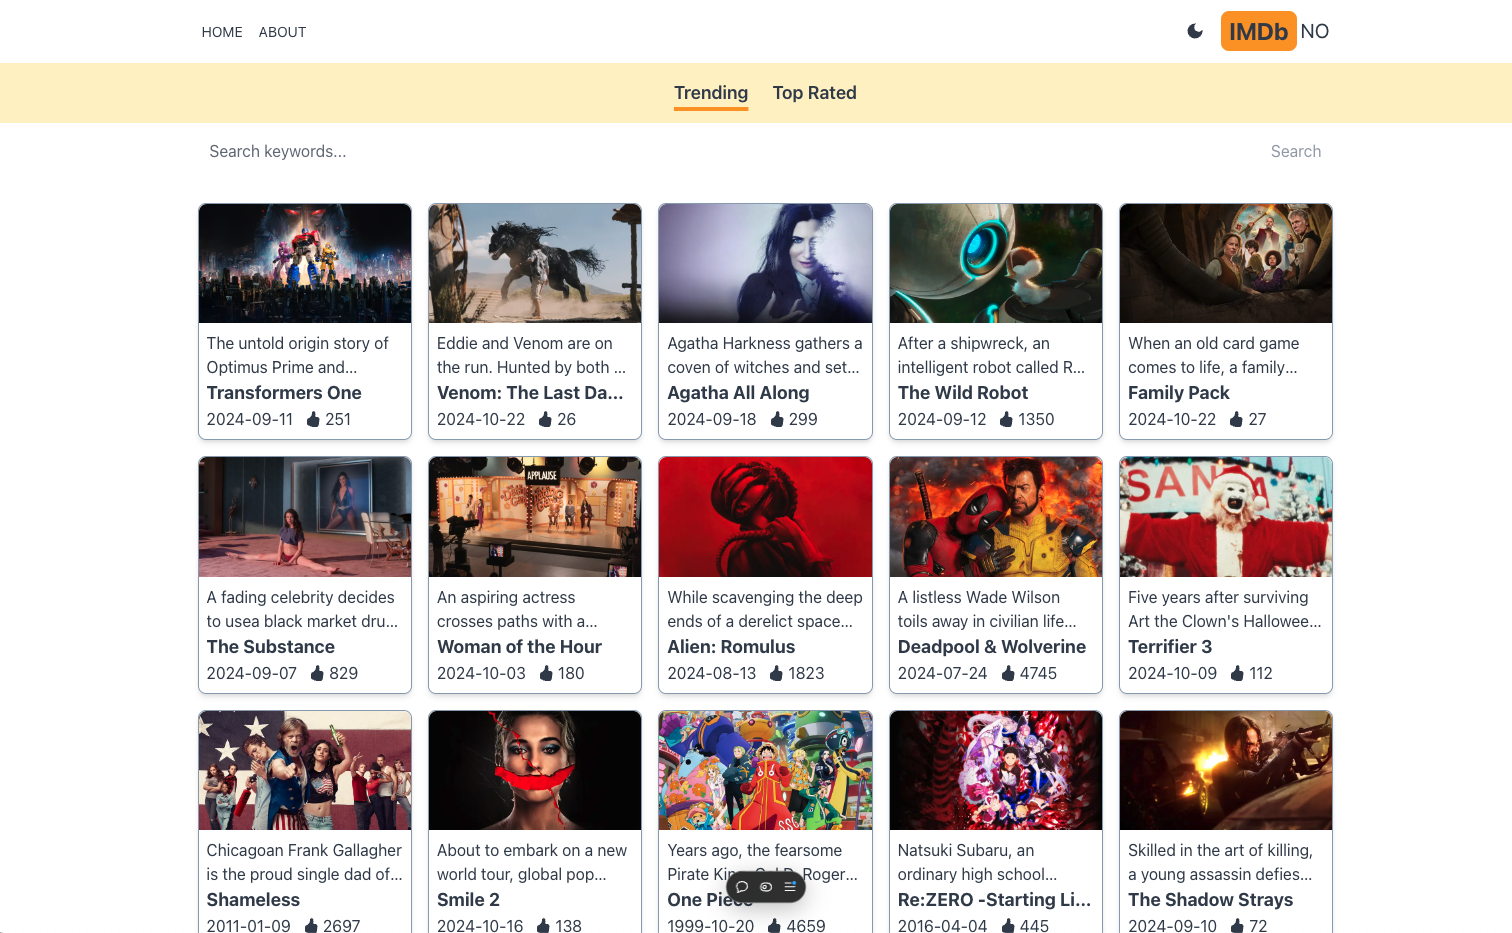 HOME ABOUT IMDb NO
Trending Top Rated
Search keywords... Search
The untold origin story of
Optimus Prime and...
Transformers One
2024-09-11 251
Eddie and Venom are on
the run. Hunted by both ...
Venom: The Last Da...
2024-10-22 26
Agatha Harkness gathers a
coven of witches and set...
Agatha All Along
2024-09-18 299
After a shipwreck, an
intelligent robot called R...
The Wild Robot
2024-09-12 1350
When an old card game
comes to life, a family...
Family Pack
2024-10-22 27
A fading celebrity decides
to usea black market dru...
The Substance
2024-09-07 829
APPLAUSE
An aspiring actress
crosses paths with a...
Woman of the Hour
2024-10-03 180
While scavenging the deep
ends of a derelict space...
Alien: Romulus
2024-08-13 1823
A listless Wade Wilson
toils away in civilian life...
Deadpool & Wolverine
2024-07-24 4745
Five years after surviving
Art the Clown's Hallowee...
Terrifier 3
2024-10-09 112
Chicagoan Frank Gallagher
is the proud single dad of...
Shameless
2011-01-09 2697
About to embark on a new
world tour, global pop...
Smile 2
2024-10-16 138
Years ago, the fearsome
Pirate Roger...
One Piece
1999-10-20 4659
Natsuki Subaru, an
ordinary high school...
Re:ZERO -Starting Li...
2016-04-04 445
Skilled in the art of killing,
a young assassin defies...
The Shadow Strays
2024-09-10 72